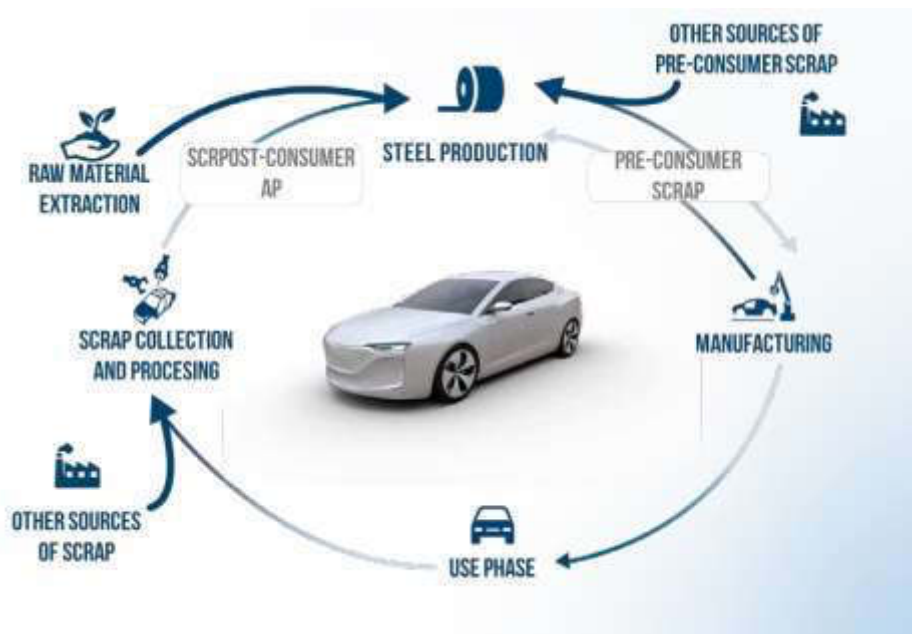 OTHER SOURCES OF
PRE-CONSUMER SCRAP
STEEL PRODUCTION
SCRPOST-CONSUMER
AP
PRE-CONSUMER
SCRAP
RAW MATERIAL
EXTRACTION
SCRAP COLLECTION
AND PROCESING
MANUFACTURING
OTHER SOURCES
OF SCRAP
USE PHASE